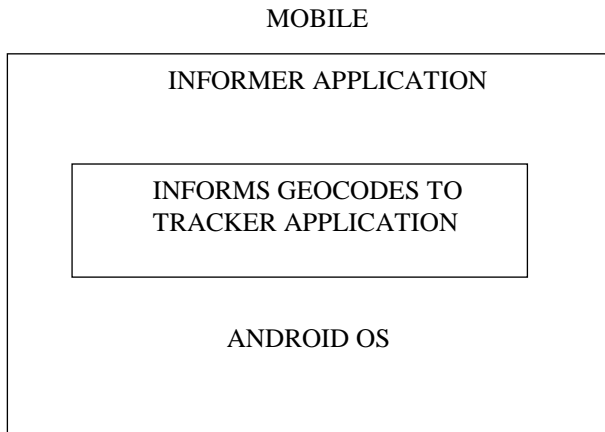 MOBILE
INFORMER APPLICATION
INFORMS GEOCODES TO
TRACKER APPLICATION
ANDROID OS